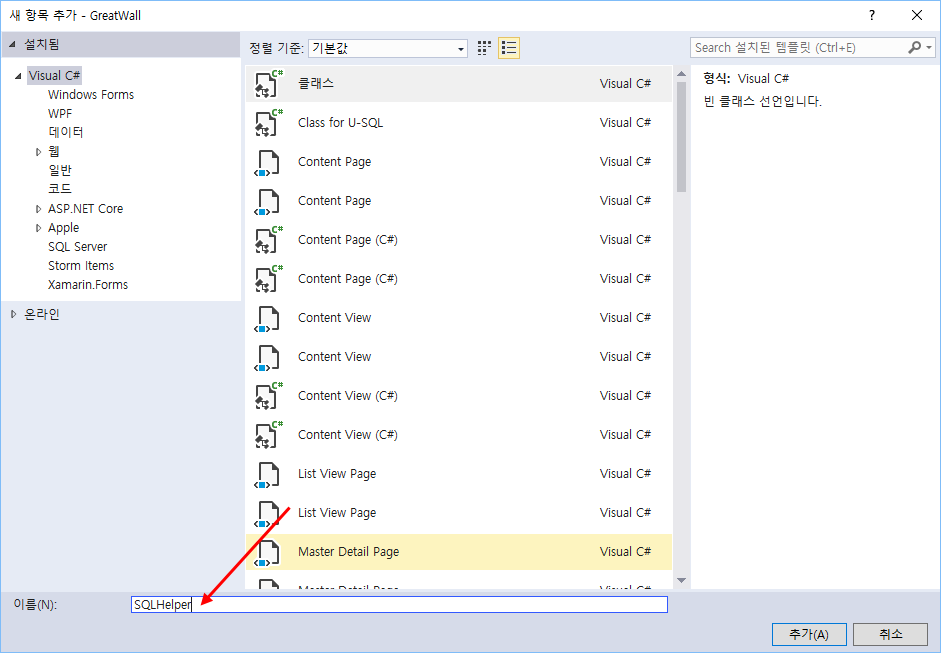 새 항목 추가 - GreatWall
? ×
설치됨
Visual C#
Windows Forms
WPF
데이터
웹
일반
코드
ASP.NET Core
Apple
SQL Server
Storm Items
Xamarin.Forms
온라인
정렬 기준: 기본값
C# 클래스 Visual C#
C# Class for U-SQL Visual C#
Content Page Visual C#
Content Page Visual C#
C# Content Page (C#) Visual C#
C# Content Page (C#) Visual C#
Content View Visual C#
Content View Visual C#
C# Content View (C#) Visual C#
C# Content View (C#) Visual C#
List View Page Visual C#
List View Page Visual C#
Master Detail Page Visual C#
Master Detail Page Visual C#
Search 설치된 템플릿 (Ctrl+E)
형식: Visual C#
빈 클래스 선언입니다.
이름(N): SQLHelper
추가(A) 취소